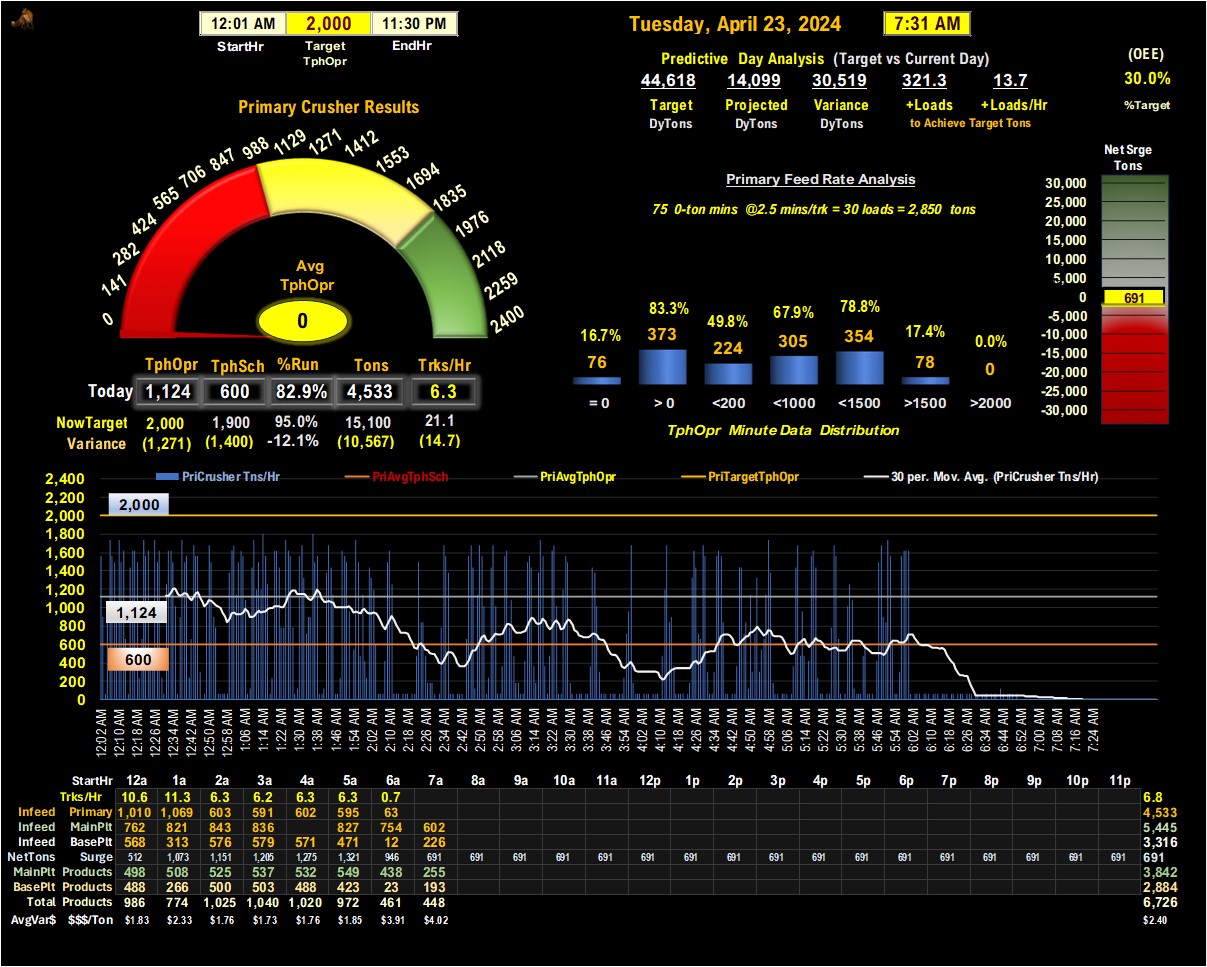 12:01 AM 2,000 11:30 PM
StartHr Target TphOpr EndHr
Tuesday, April 23, 2024 7:31 AM
Predictive Day Analysis (Target vs Current Day)
44,618 14,099 30,519 321.3 13.7
Target Projected Variance +Loads +Loads/Hr
DyTons DyTons DyTons to Achieve Target Tons
(OEE)
30.0%
%Target
Primary Crusher Results
0 141 282 424 565 706 847 988 1129 1271 1412 1553 1694 1835 1976 2118 2259 2400
Avg
TphOpr
0
TphOpr TphSch %Run Tons Trks/Hr
Today 1,124 600 82.9% 4,533 6.3
NowTarget 2,000 1,900 95.0% 15,100 21.1
Variance (1,271) (1,400) -12.1% (10,567) (14.7)
Primary Feed Rate Analysis
75 0-ton mins @2.5 mins/trk = 30 loads = 2,850 tons
16.7% 83.3% 49.8% 67.9% 78.8% 17.4% 0.0%
76 373 224 305 354 78 0
= 0 > 0 <200 <1000 <1500 >1500 >2000
TphOpr Minute Data Distribution
Net Srge
Tons
30,000
25,000
20,000
15,000
10,000
5,000
0 691
-5,000
-10,000
-15,000
-20,000
-25,000
-30,000
PriCrusher Tns/Hr PriAvgTphSch PriAvgTphOpr PriTargetTphOpr 30 per. Mov. Avg. (PriCrusher Tns/Hr)
2,400
2,200
2,000
1,800
1,600
1,400
1,200
1,000
800
600
400
200
0
2,000
1,124
600
12:02 AM 12:10 AM 12:18 AM 12:26 AM 12:34 AM 12:42 AM 12:50 AM 12:58 AM 1:06 AM 1:14 AM 1:22 AM 1:30 AM 1:38 AM 1:46 AM 1:54 AM 2:02 AM 2:10 AM 2:18 AM 2:26 AM 2:34 AM 2:42 AM 2:50 AM 2:58 AM 3:06 AM 3:14 AM 3:22 AM 3:30 AM 3:38 AM 3:46 AM 3:54 AM 4:02 AM 4:10 AM 4:18 AM 4:26 AM 4:34 AM 4:42 AM 4:50 AM 4:58 AM 5:06 AM 5:14 AM 5:22 AM 5:30 AM 5:38 AM 5:46 AM 5:54 AM 6:02 AM 6:10 AM 6:18 AM 6:26 AM 6:34 AM 6:44 AM 6:52 AM 7:00 AM 7:08 AM 7:16 AM 7:24 AM
StartHr 12a 1a 2a 3a 4a 5a 6a 7a 8a 9a 10a 11a 12p 1p 2p 3p 4p 5p 6p 7p 8p 9p 10p 11p
Trks/Hr 10.6 11.3 6.3 6.2 6.3 6.3 0.7 6.8
Infeed Primary 1,010 1,069 603 591 602 595 63 4,533
Infeed MainPlt 762 821 843 836 827 754 602 5,445
Infeed BasePlt 568 313 576 579 571 471 12 226 3,316
NetTons Surge 512 1,073 1,151 1,205 1,275 1,321 946 691 691 691 691 691 691 691 691 691 691 691 691 691 691 691 691 691 691
MainPlt Products 498 508 525 537 532 549 438 255 3,842
BasePlt Products 488 266 500 503 488 423 23 193 2,884
Total Products 986 774 1,025 1,040 1,020 972 461 448 6,726
AvgVar$ $$$/Ton $1.83 $2.33 $1.76 $1.73 $1.76 $1.85 $3.91 $4.02 $2.40